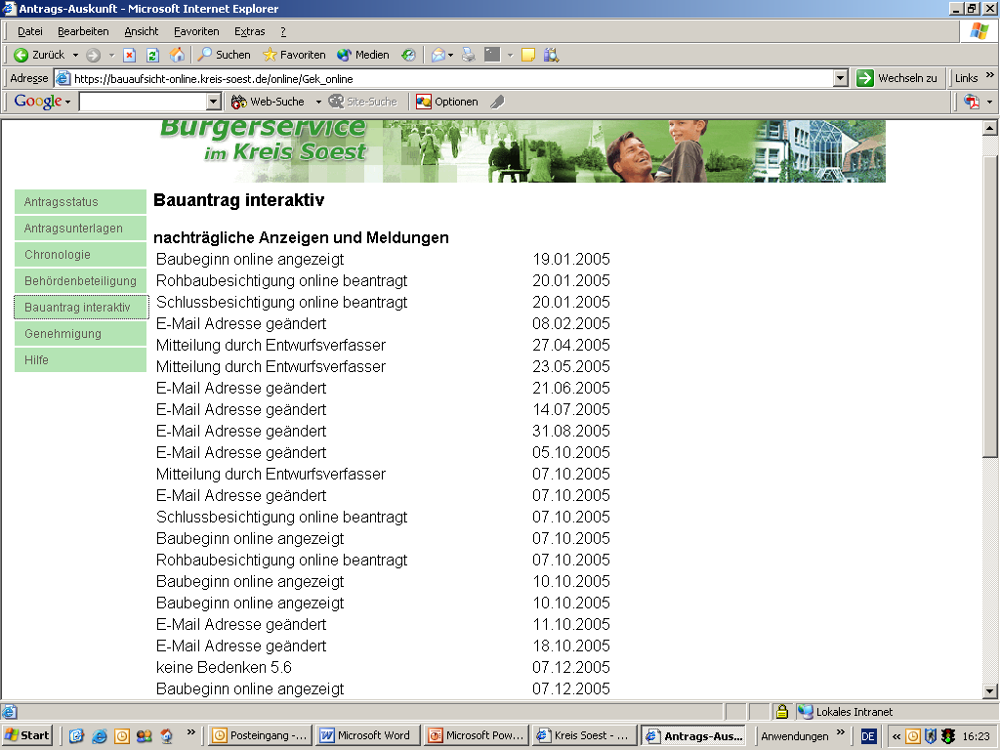 Antrags-Auskunft - Microsoft Internet Explorer
Datei Bearbeiten Ansicht Favoriten Extras ?
Zurück Suchen Favoriten Medien
Adresse https://bauaufsicht-online.kreis-soest.de/online/Gek_online Wechseln zu Links »
Google Web-Suche Site-Suche Optionen
Bürgerservice
im Kreis Soest
Antragsstatus
Antragsunterlagen
Chronologie
Behördenbeteiligung
Bauantrag interaktiv
Genehmigung
Hilfe
Bauantrag interaktiv
nachträgliche Anzeigen und Meldungen
Baubeginn online angezeigt 19.01.2005
Rohbaubesichtigung online beantragt 20.01.2005
Schlussbesichtigung online beantragt 20.01.2005
E-Mail Adresse geändert 08.02.2005
Mitteilung durch Entwurfsverfasser 27.04.2005
Mitteilung durch Entwurfsverfasser 23.05.2005
E-Mail Adresse geändert 21.06.2005
E-Mail Adresse geändert 14.07.2005
E-Mail Adresse geändert 31.08.2005
E-Mail Adresse geändert 05.10.2005
Mitteilung durch Entwurfsverfasser 07.10.2005
E-Mail Adresse geändert 07.10.2005
Schlussbesichtigung online beantragt 07.10.2005
Baubeginn online angezeigt 07.10.2005
Rohbaubesichtigung online beantragt 07.10.2005
Baubeginn online angezeigt 10.10.2005
Baubeginn online angezeigt 10.10.2005
E-Mail Adresse geändert 11.10.2005
E-Mail Adresse geändert 18.10.2005
keine Bedenken 5.6 07.12.2005
Baubeginn online angezeigt 07.12.2005
Lokales Intranet
Start » Posteingang -... Microsoft Word Microsoft Pow... Kreis Soest - ... Antrags-Aus... Anwendungen » DE « 16:23